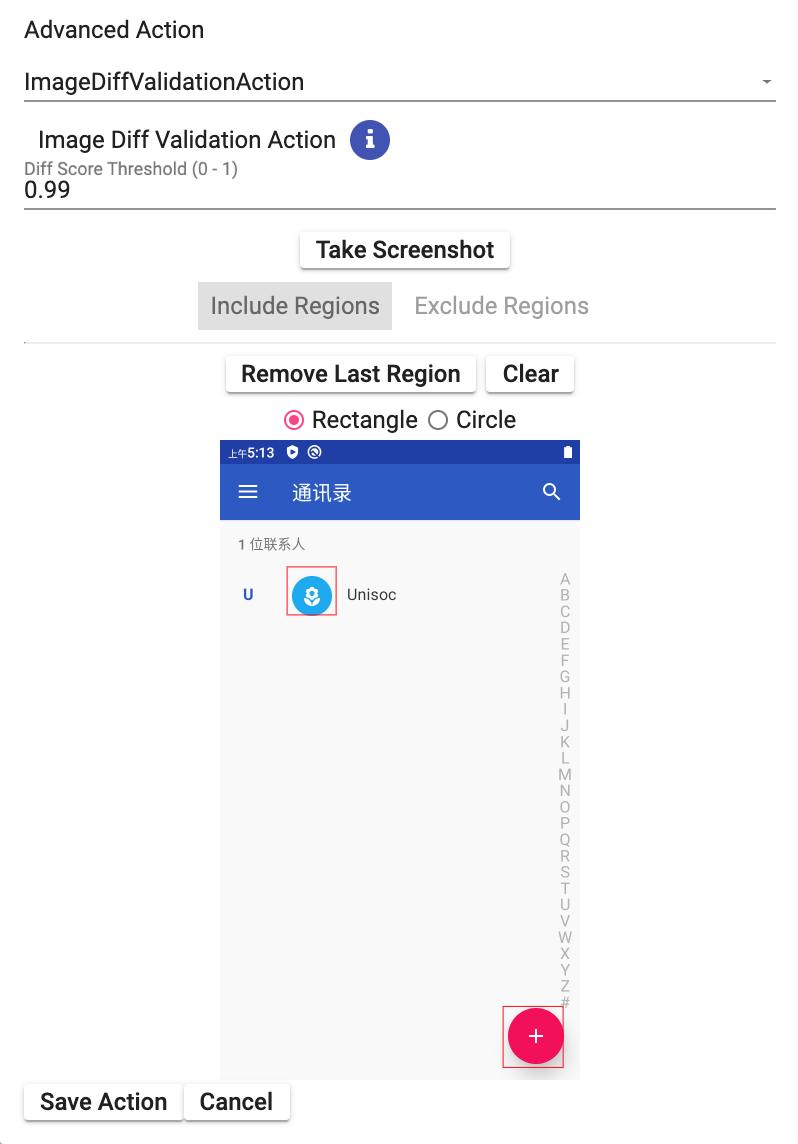 Advanced Action
ImageDiffValidationAction
Image Diff Validation Action
Diff Score Threshold (0 - 1)
0.99
Take Screenshot
Include Regions Exclude Regions
Remove Last Region Clear
Rectangle Circle
上午5:13
通讯录
1 位联系人
U Unisoc
A
B
C
D
E
F
G
H
I
J
K
L
M
N
O
P
Q
R
S
T
U
V
W
X
Y
Z
#
Save Action Cancel